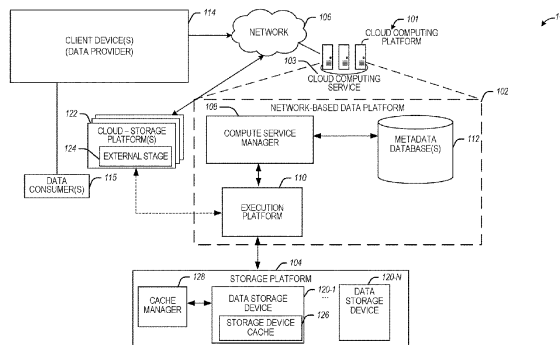 114
CLIENT DEVICE(S)
(DATA PROVIDER)
106
NETWORK
101
CLOUD COMPUTING
PLATFORM
103
CLOUD COMPUTING
SERVICE
102
NETWORK-BASED DATA PLATFORM
108
COMPUTE SERVICE
MANAGER
METADATA
DATABASE(S)
112
122
CLOUD – STORAGE
PLATFORM(S)
124
EXTERNAL STAGE
115
DATA
CONSUMER(S)
110
EXECUTION
PLATFORM
104
STORAGE PLATFORM
128
CACHE
MANAGER
120-1
DATA STORAGE
DEVICE
126
STORAGE DEVICE
CACHE
...
120-N
DATA
STORAGE
DEVICE